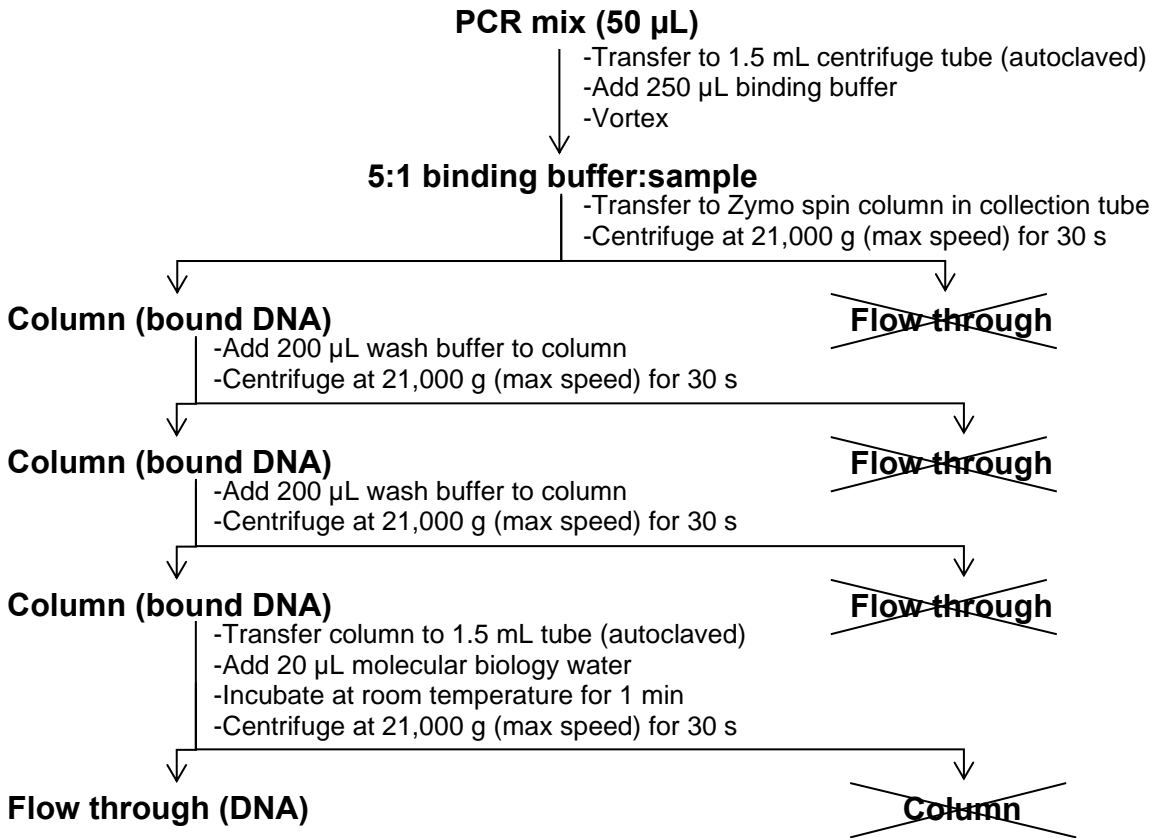 PCR mix (50 µL)
-Transfer to 1.5 mL centrifuge tube (autoclaved)
-Add 250 µL binding buffer
-Vortex
5:1 binding buffer:sample
-Transfer to Zymo spin column in collection tube
-Centrifuge at 21,000 g (max speed) for 30 s
Column (bound DNA)
Flow through
-Add 200 µL wash buffer to column
-Centrifuge at 21,000 g (max speed) for 30 s
Column (bound DNA)
Flow through
-Add 200 µL wash buffer to column
-Centrifuge at 21,000 g (max speed) for 30 s
Column (bound DNA)
Flow through
-Transfer column to 1.5 mL tube (autoclaved)
-Add 20 µL molecular biology water
-Incubate at room temperature for 1 min
-Centrifuge at 21,000 g (max speed) for 30 s
Flow through (DNA)
Column